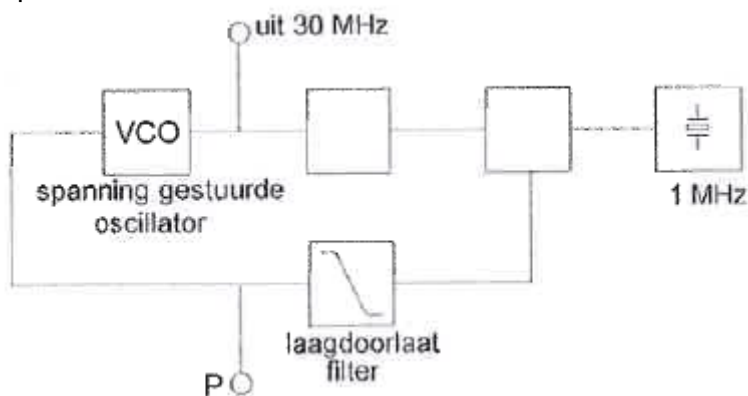 uit 30 MHz
VCO
spanning gestuurde
oscillator
1 MHz
laagdoorlaat
filter
P